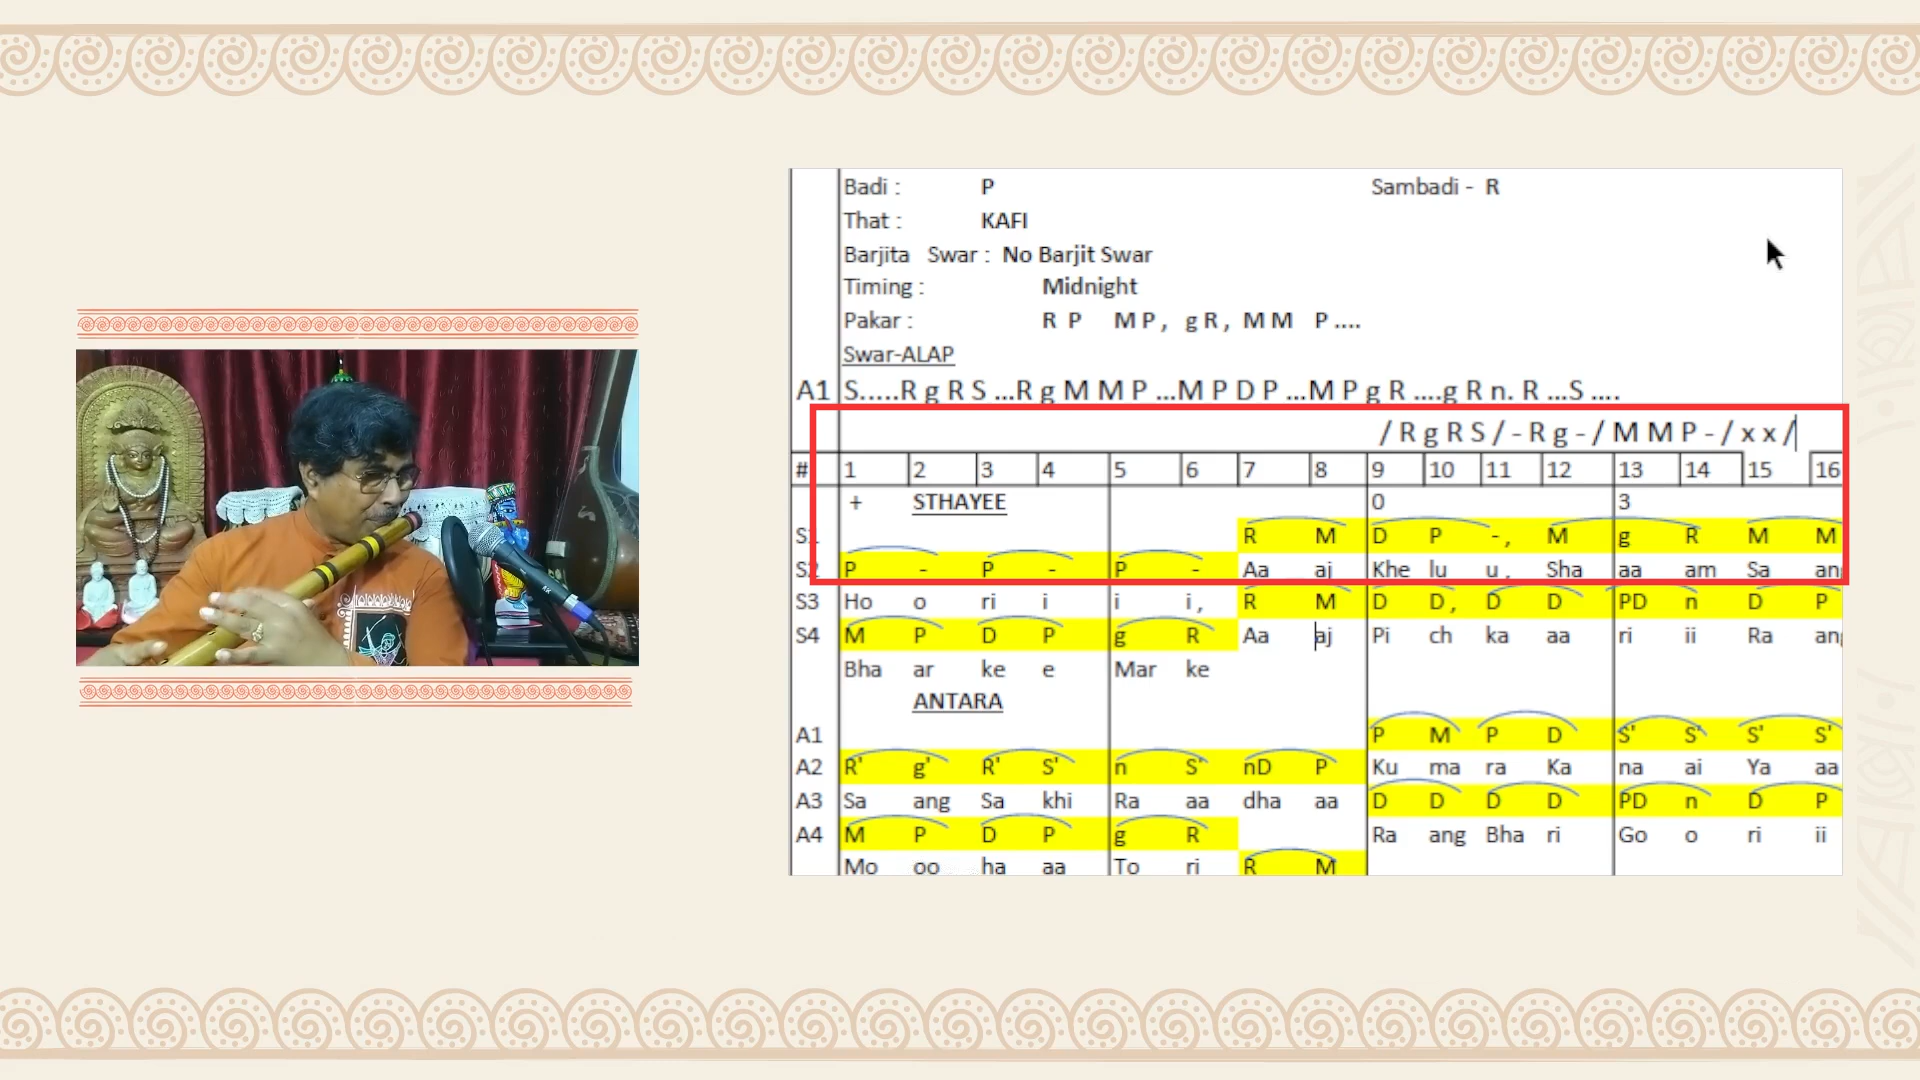 Badi : P Sambadi - R
That : KAFI
Barjita Swar : No Barjit Swar
Timing : Midnight
Pakar : R P M P , g R , M M P ....
Swar-ALAP
A1 S.....R g R S ...R g M M P ...M P D P ...M P g R ....g R n. R ...S ....
/ R g R S / - R g - / M M P - / x x /
# 1 2 3 4 5 6 7 8 9 10 11 12 13 14 15 16
+ STHAYEE 0 3
S1 R M D P - , M g R M M
S2 P - P - P - Aa aj Khe lu u , Sha aa am Sa ang
S3 Ho o ri i i i , R M D D , D D PD n D P
S4 M P D P g R Aa aj Pi ch ka aa ri ii Ra ang
Bha ar ke e Mar ke
ANTARA
A1 P M P D S' S' S' S'
A2 R' g' R' S' n S' nD P Ku ma ra Ka na ai Ya aa
A3 Sa ang Sa khi Ra aa dha aa D D D D PD n D P
A4 M P D P g R Ra ang Bha ri Go o ri ii
Mo oo ha aa To ri R M